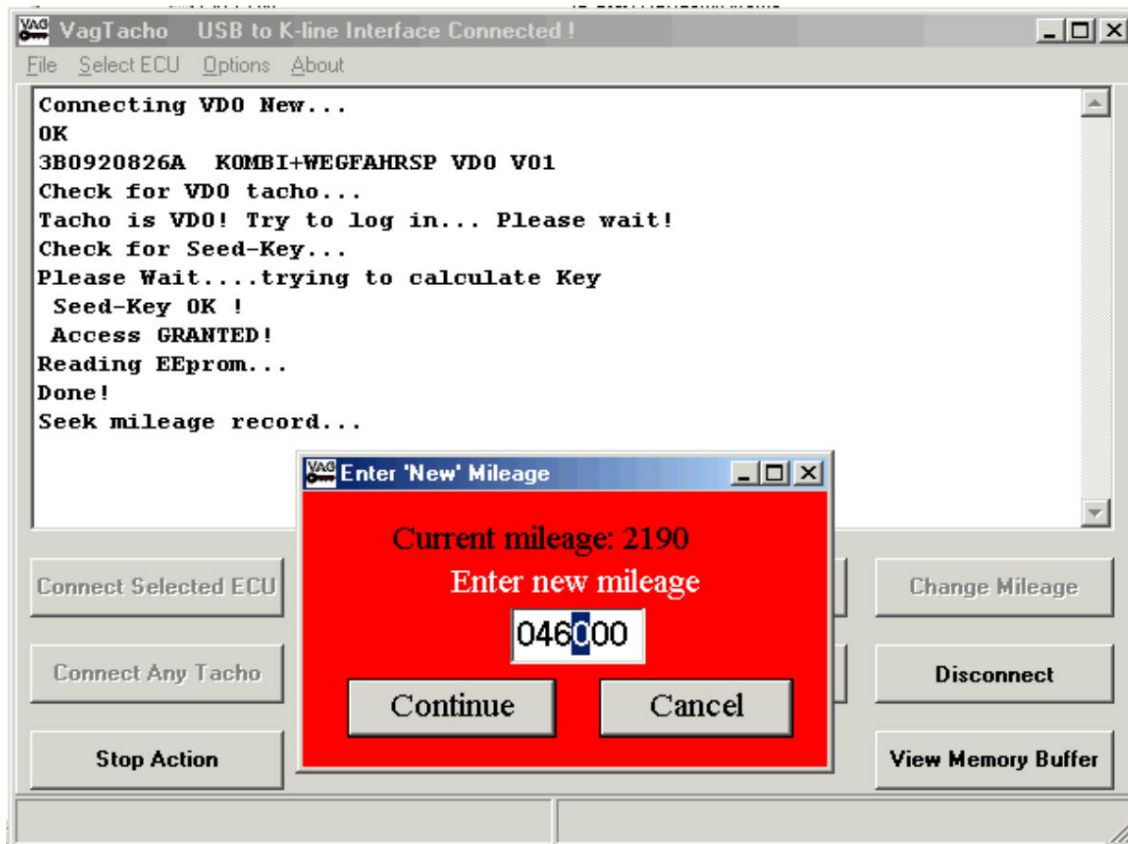 VagTacho USB to K-line Interface Connected !
File Select ECU Options About
Connecting VDO New...
OK
3B0920826A KOMBI+WEGFAHRSP VDO V01
Check for VDO tacho...
Tacho is VDO! Try to log in... Please wait!
Check for Seed-Key...
Please Wait....trying to calculate Key
Seed-Key OK !
Access GRANTED!
Reading EEprom...
Done!
Seek mileage record...
VAG Enter 'New' Mileage
Current mileage: 2190
Enter new mileage
046000
Continue Cancel
Connect Selected ECU
Change Mileage
Connect Any Tacho
Disconnect
Stop Action
View Memory Buffer